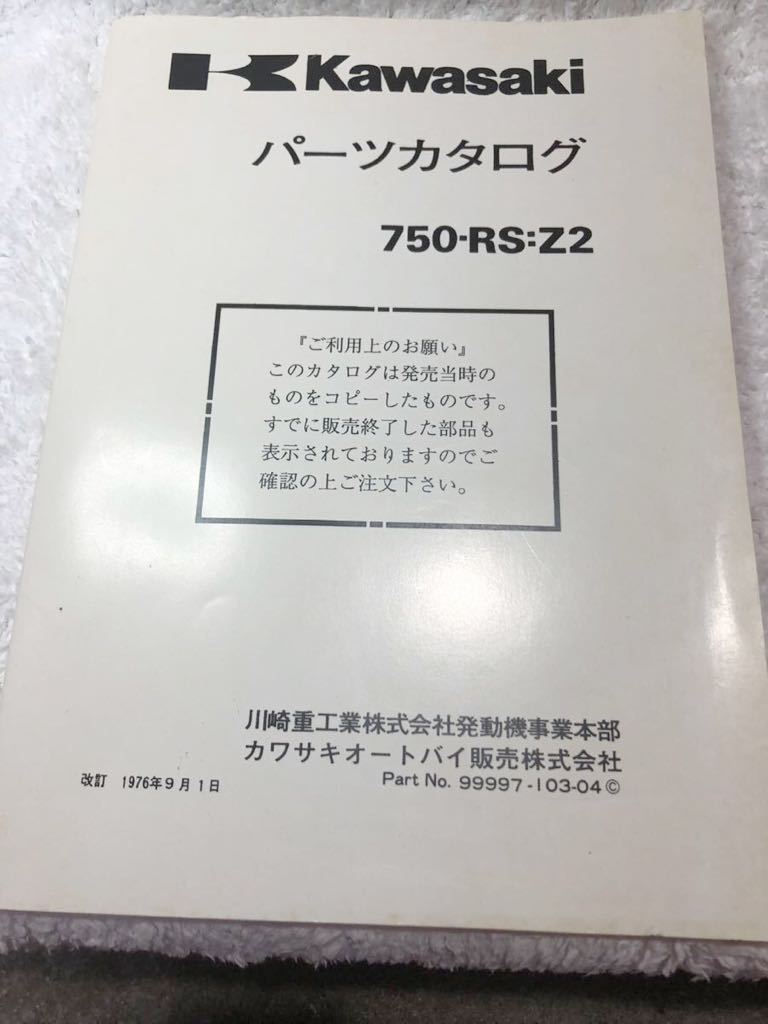 Kawasaki
パーツカタログ
750-RS:Z2
『ご利用上のお願い』
このカタログは発売当時の
ものをコピーしたものです。
すでに販売終了した部品も
表示されておりますのでご
確認の上ご注文下さい。
川崎重工業株式会社発動機事業本部
カワサキオートバイ販売株式会社
改訂 1976年9月1日
Part No. 99997-103-04©